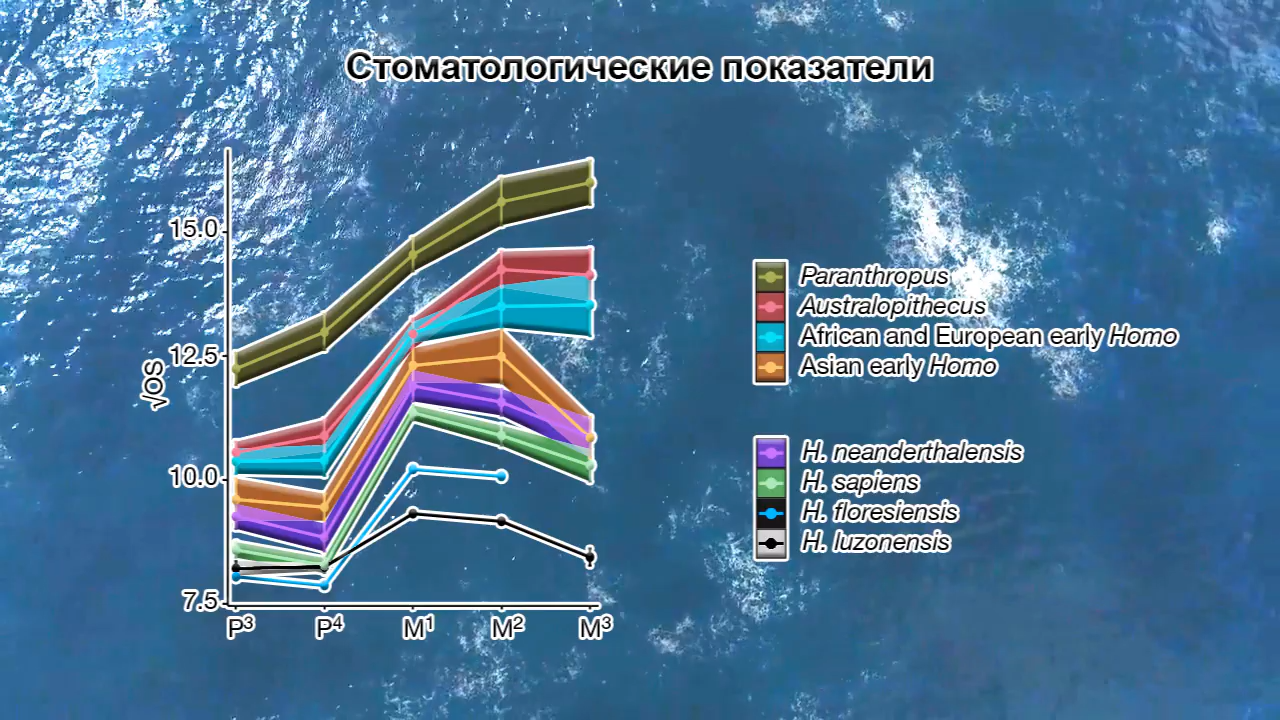 Стоматологические показатели
15.0
12.5
10.0
7.5
√OS
P³ P⁴ M¹ M² M³
Paranthropus
Australopithecus
African and European early Homo
Asian early Homo
H. neanderthalensis
H. sapiens
H. floresiensis
H. luzonensis